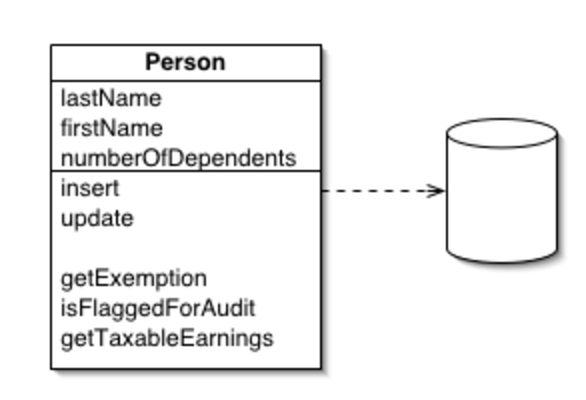 Person
lastName
firstName
numberOfDependents
insert
update
getExemption
isFlaggedForAudit
getTaxableEarnings